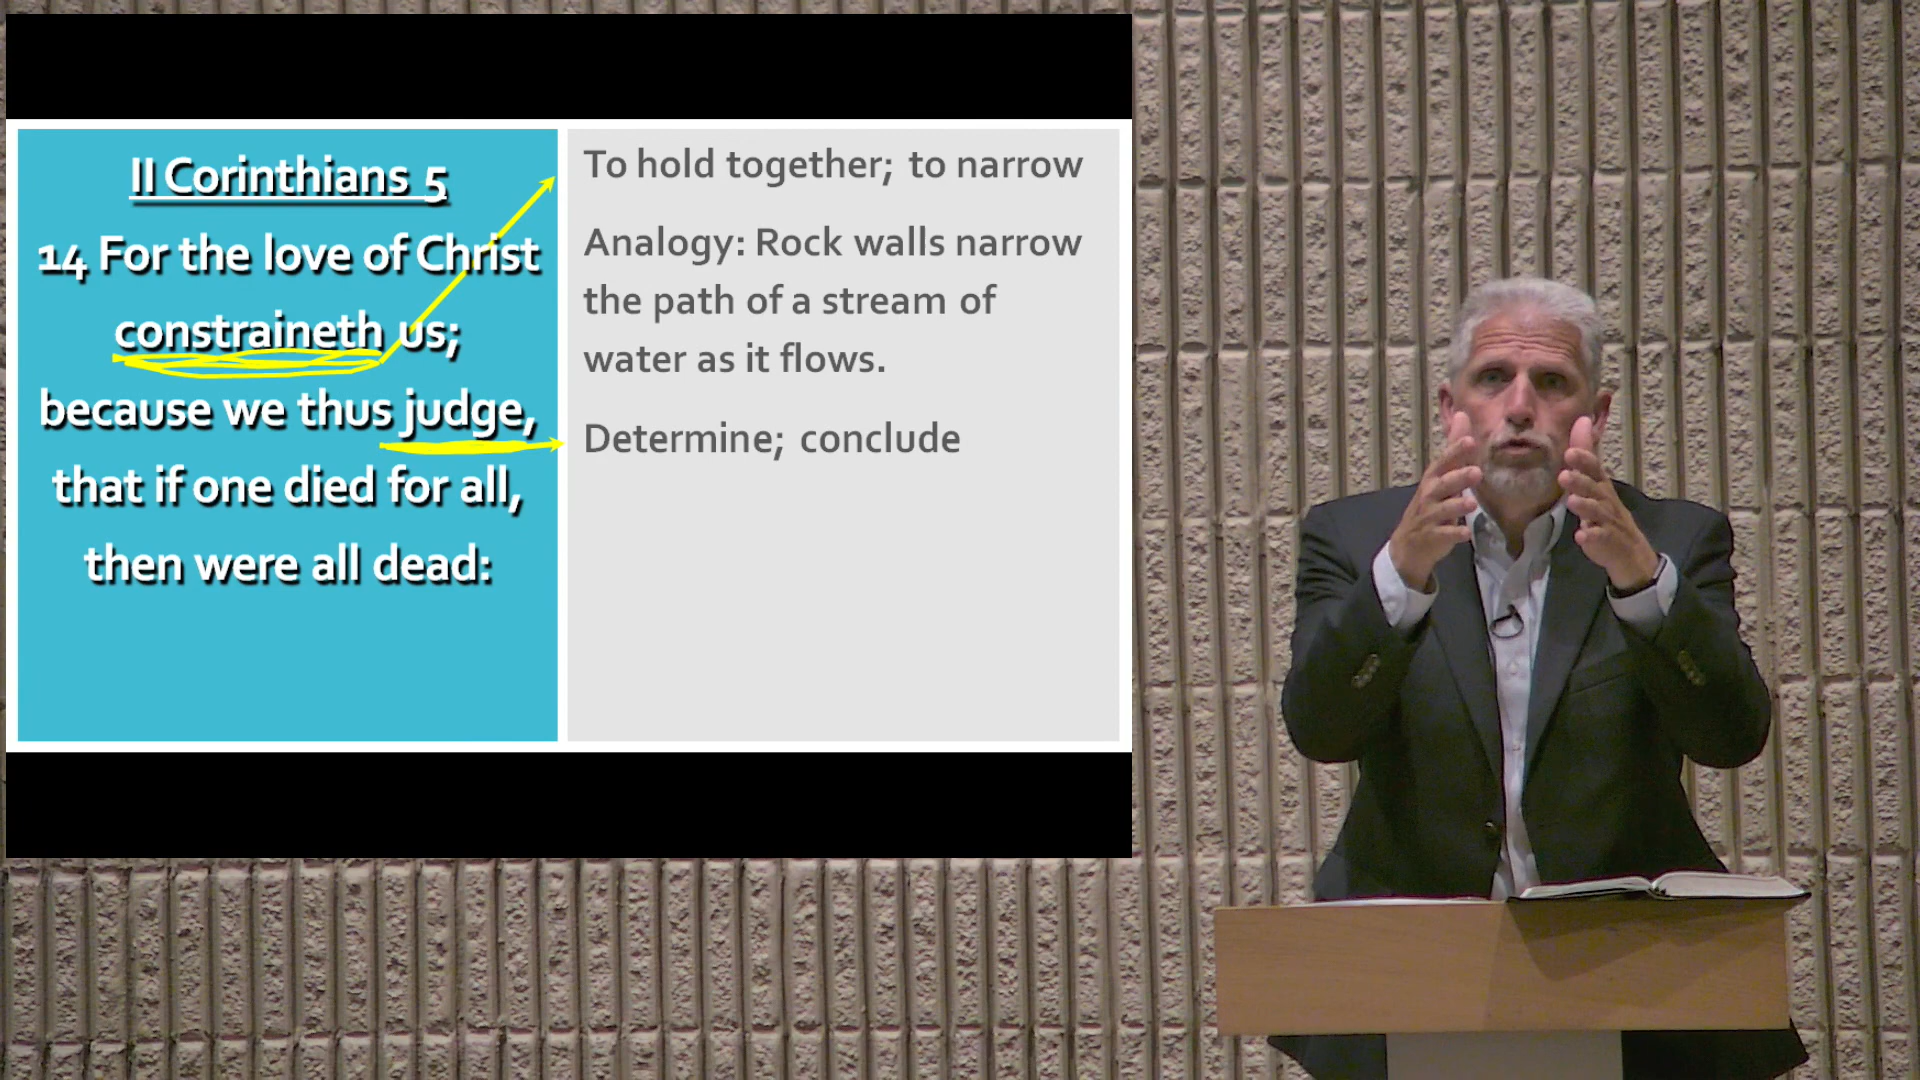 II Corinthians 5
14 For the love of Christ
constraineth us;
because we thus judge,
that if one died for all,
then were all dead:
To hold together; to narrow
Analogy: Rock walls narrow
the path of a stream of
water as it flows.
Determine; conclude